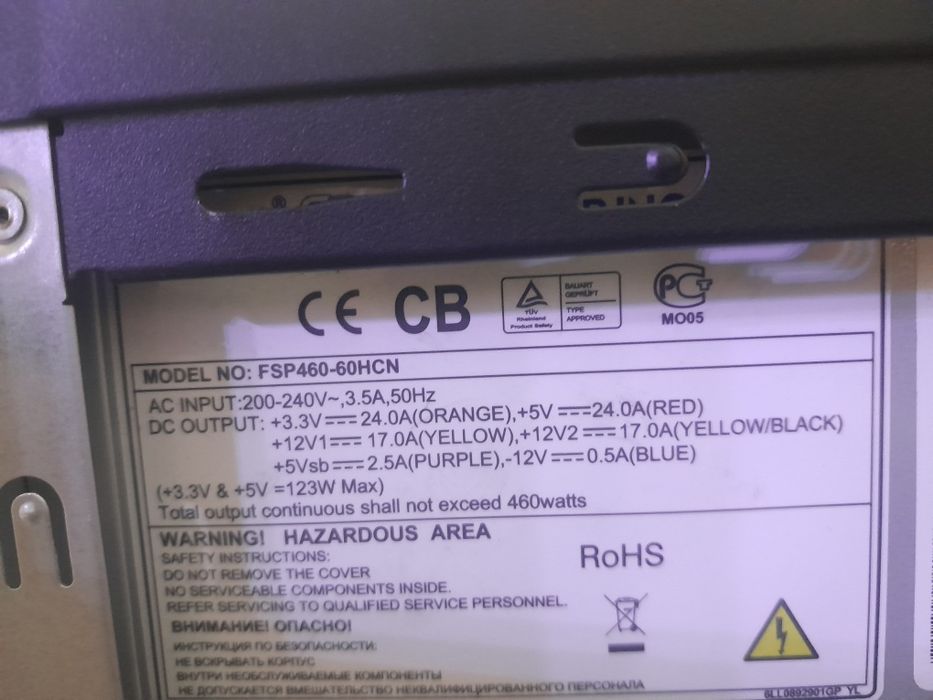 ®
CE CB TÜV Rheinland Product Safety BAUART GEPRÜFT TYPE APPROVED PCT
MO05
MODEL NO: FSP460-60HCN
AC INPUT:200-240V~,3.5A,50Hz
DC OUTPUT: +3.3V⎓24.0A(ORANGE),+5V⎓24.0A(RED)
+12V1⎓17.0A(YELLOW),+12V2⎓17.0A(YELLOW/BLACK)
+5Vsb⎓2.5A(PURPLE),-12V⎓0.5A(BLUE)
(+3.3V & +5V =123W Max)
Total output continuous shall not exceed 460watts
WARNING! HAZARDOUS AREA
SAFETY INSTRUCTIONS:
DO NOT REMOVE THE COVER
NO SERVICEABLE COMPONENTS INSIDE.
REFER SERVICING TO QUALIFIED SERVICE PERSONNEL.
RoHS
ВНИМАНИЕ! ОПАСНО!
ИНСТРУКЦИЯ ПО БЕЗОПАСНОСТИ:
НЕ ВСКРЫВАТЬ КОРПУС
ВНУТРИ НЕОБСЛУЖИВАЕМЫЕ КОМПОНЕНТЫ
НЕ ДОПУСКАЕТСЯ ВМЕШАТЕЛЬСТВО НЕКВАЛИФИЦИРОВАННОГО ПЕРСОНАЛА
6LL0892901GP YL